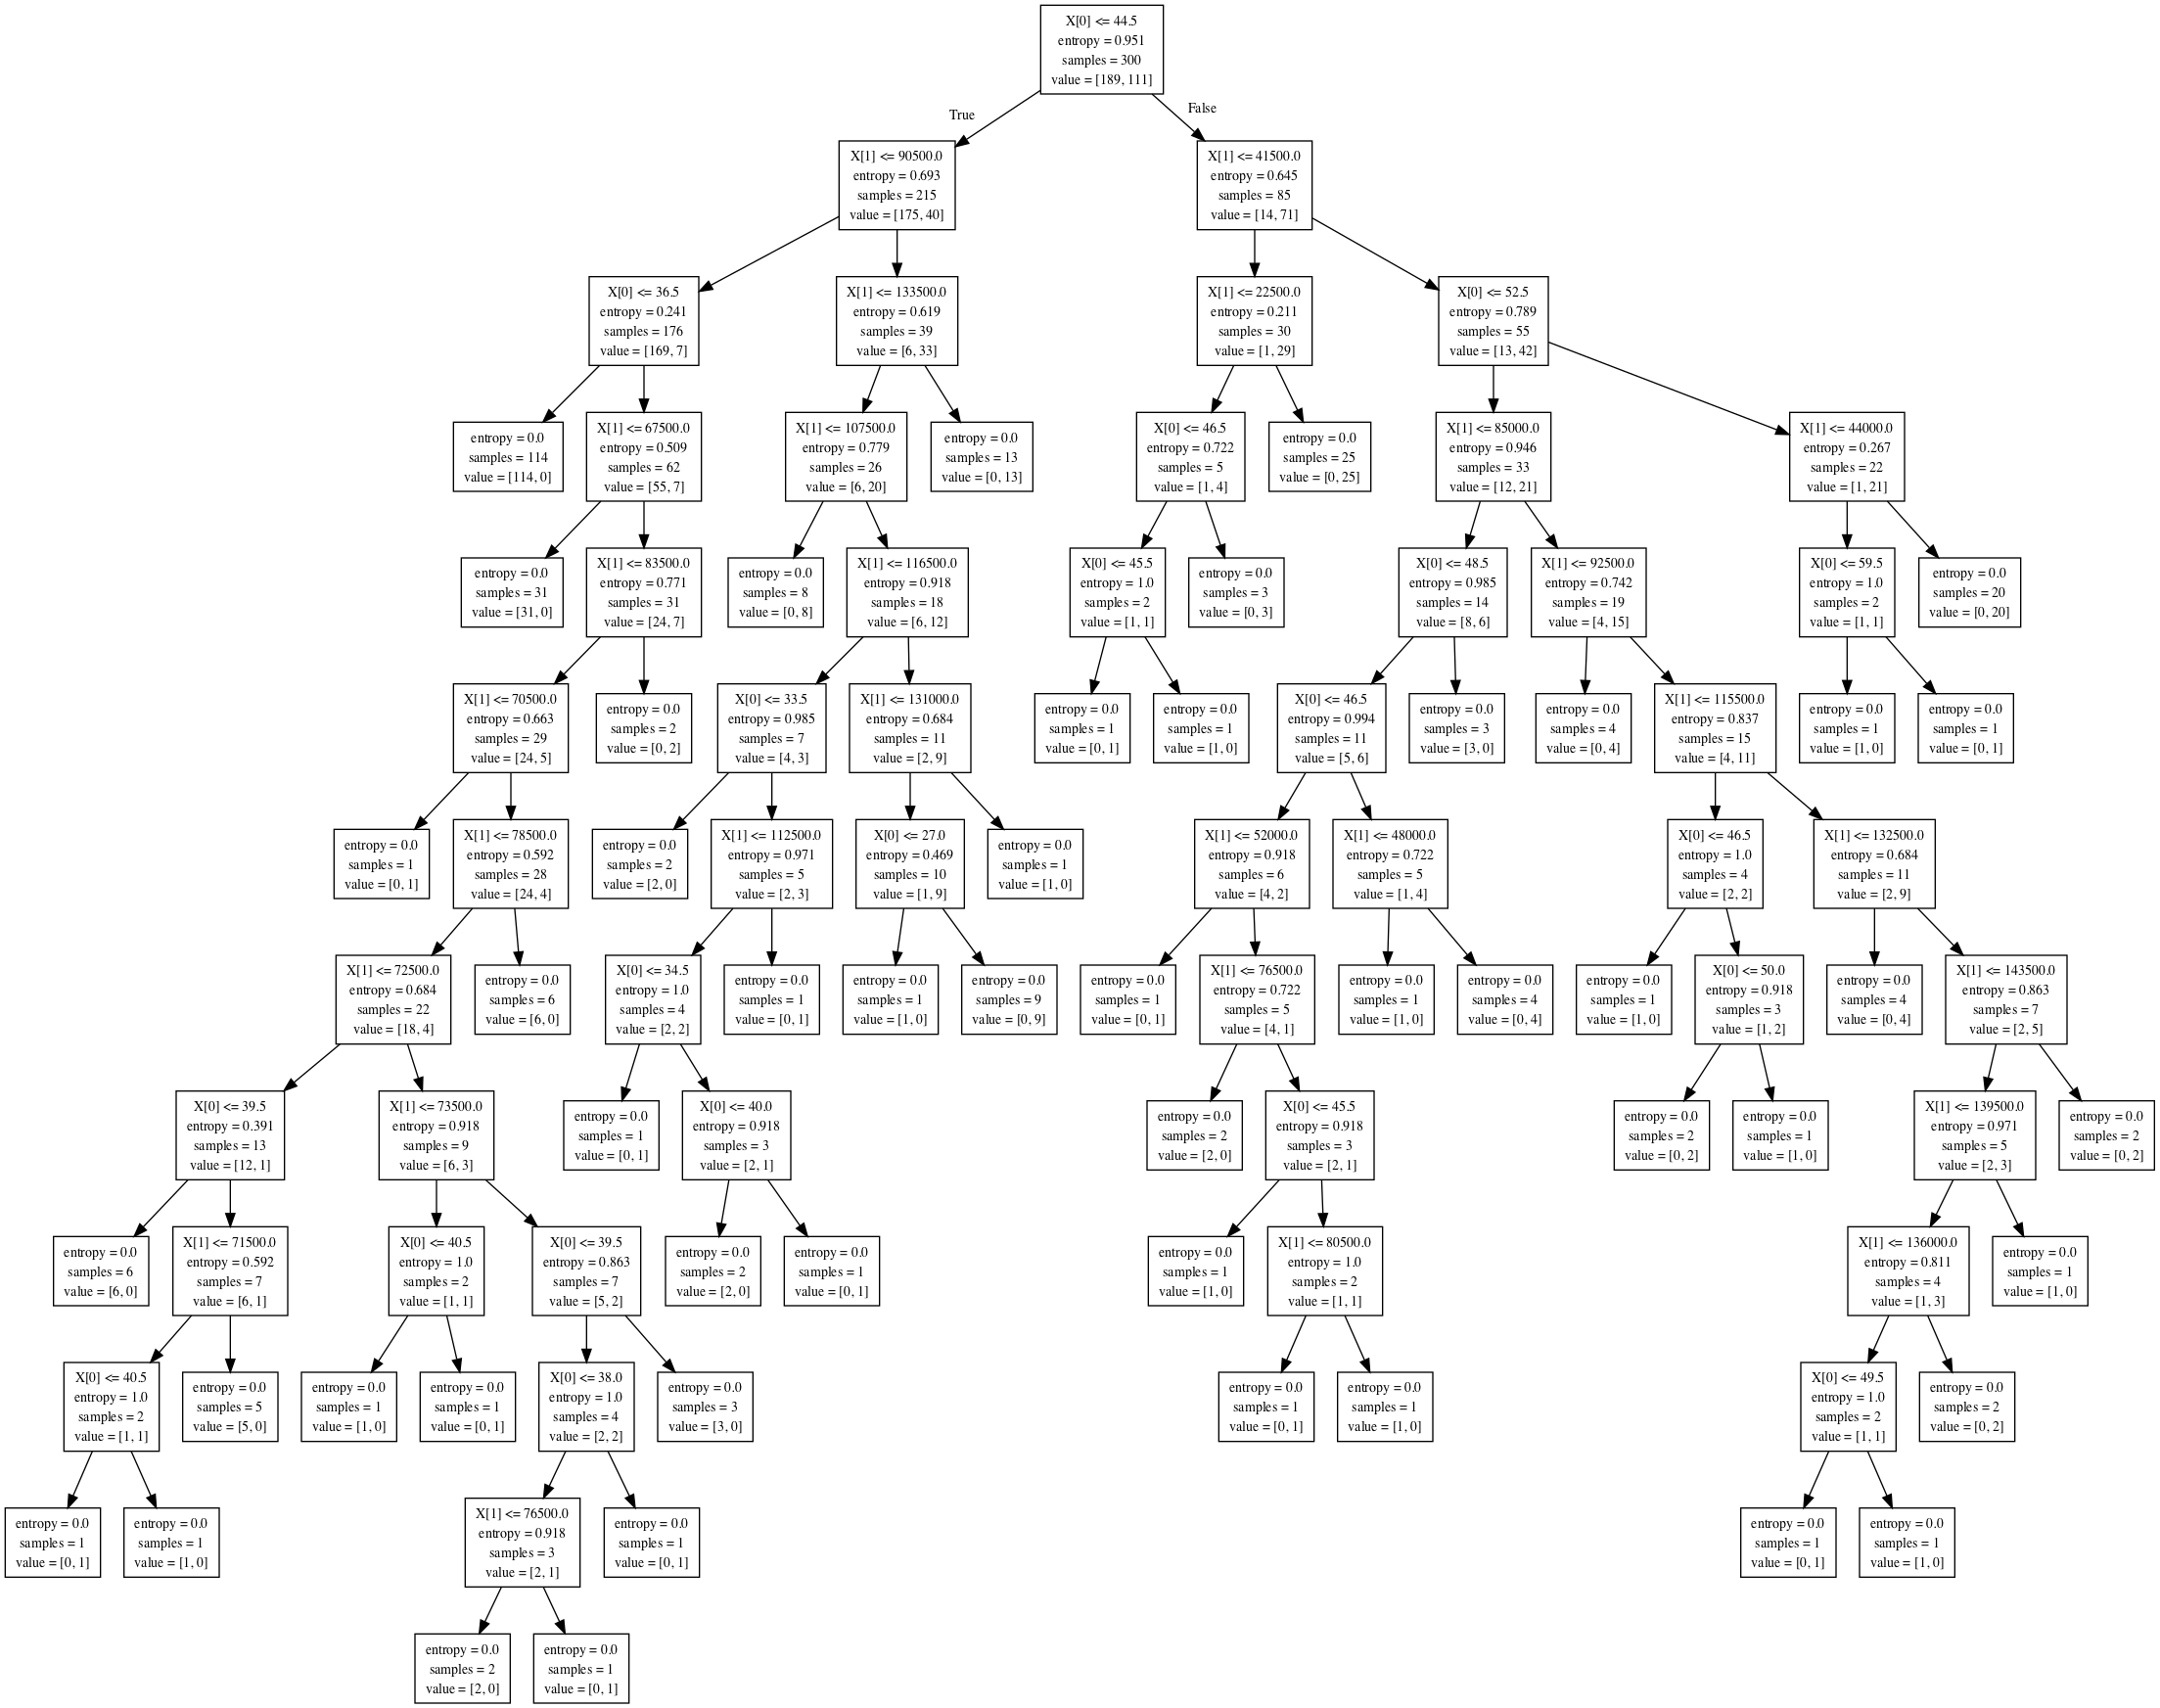 X[0] <= 44.5
entropy = 0.951
samples = 300
value = [189, 111]
True
False
X[1] <= 90500.0
entropy = 0.693
samples = 215
value = [175, 40]
X[1] <= 41500.0
entropy = 0.645
samples = 85
value = [14, 71]
X[0] <= 36.5
entropy = 0.241
samples = 176
value = [169, 7]
X[1] <= 133500.0
entropy = 0.619
samples = 39
value = [6, 33]
X[1] <= 22500.0
entropy = 0.211
samples = 30
value = [1, 29]
X[0] <= 52.5
entropy = 0.789
samples = 55
value = [13, 42]
entropy = 0.0
samples = 114
value = [114, 0]
X[1] <= 67500.0
entropy = 0.509
samples = 62
value = [55, 7]
X[1] <= 107500.0
entropy = 0.779
samples = 26
value = [6, 20]
entropy = 0.0
samples = 13
value = [0, 13]
X[0] <= 46.5
entropy = 0.722
samples = 5
value = [1, 4]
entropy = 0.0
samples = 25
value = [0, 25]
X[1] <= 85000.0
entropy = 0.946
samples = 33
value = [12, 21]
X[1] <= 44000.0
entropy = 0.267
samples = 22
value = [1, 21]
entropy = 0.0
samples = 31
value = [31, 0]
X[1] <= 83500.0
entropy = 0.771
samples = 31
value = [24, 7]
entropy = 0.0
samples = 8
value = [0, 8]
X[1] <= 116500.0
entropy = 0.918
samples = 18
value = [6, 12]
X[0] <= 45.5
entropy = 1.0
samples = 2
value = [1, 1]
entropy = 0.0
samples = 3
value = [0, 3]
X[0] <= 48.5
entropy = 0.985
samples = 14
value = [8, 6]
X[1] <= 92500.0
entropy = 0.742
samples = 19
value = [4, 15]
X[0] <= 59.5
entropy = 1.0
samples = 2
value = [1, 1]
entropy = 0.0
samples = 20
value = [0, 20]
X[1] <= 70500.0
entropy = 0.663
samples = 29
value = [24, 5]
entropy = 0.0
samples = 2
value = [0, 2]
X[0] <= 33.5
entropy = 0.985
samples = 7
value = [4, 3]
X[1] <= 131000.0
entropy = 0.684
samples = 11
value = [2, 9]
entropy = 0.0
samples = 1
value = [0, 1]
entropy = 0.0
samples = 1
value = [1, 0]
X[0] <= 46.5
entropy = 0.994
samples = 11
value = [5, 6]
entropy = 0.0
samples = 3
value = [3, 0]
entropy = 0.0
samples = 4
value = [0, 4]
X[1] <= 115500.0
entropy = 0.837
samples = 15
value = [4, 11]
entropy = 0.0
samples = 1
value = [1, 0]
entropy = 0.0
samples = 1
value = [0, 1]
entropy = 0.0
samples = 1
value = [0, 1]
X[1] <= 78500.0
entropy = 0.592
samples = 28
value = [24, 4]
entropy = 0.0
samples = 2
value = [2, 0]
X[1] <= 112500.0
entropy = 0.971
samples = 5
value = [2, 3]
X[0] <= 27.0
entropy = 0.469
samples = 10
value = [1, 9]
entropy = 0.0
samples = 1
value = [1, 0]
X[1] <= 52000.0
entropy = 0.918
samples = 6
value = [4, 2]
X[1] <= 48000.0
entropy = 0.722
samples = 5
value = [1, 4]
X[0] <= 46.5
entropy = 1.0
samples = 4
value = [2, 2]
X[1] <= 132500.0
entropy = 0.684
samples = 11
value = [2, 9]
X[1] <= 72500.0
entropy = 0.684
samples = 22
value = [18, 4]
entropy = 0.0
samples = 6
value = [6, 0]
X[0] <= 34.5
entropy = 1.0
samples = 4
value = [2, 2]
entropy = 0.0
samples = 1
value = [0, 1]
entropy = 0.0
samples = 1
value = [1, 0]
entropy = 0.0
samples = 9
value = [0, 9]
entropy = 0.0
samples = 1
value = [0, 1]
X[1] <= 76500.0
entropy = 0.722
samples = 5
value = [4, 1]
entropy = 0.0
samples = 1
value = [1, 0]
entropy = 0.0
samples = 4
value = [0, 4]
entropy = 0.0
samples = 1
value = [1, 0]
X[0] <= 50.0
entropy = 0.918
samples = 3
value = [1, 2]
entropy = 0.0
samples = 4
value = [0, 4]
X[1] <= 143500.0
entropy = 0.863
samples = 7
value = [2, 5]
X[0] <= 39.5
entropy = 0.391
samples = 13
value = [12, 1]
X[1] <= 73500.0
entropy = 0.918
samples = 9
value = [6, 3]
entropy = 0.0
samples = 1
value = [0, 1]
X[0] <= 40.0
entropy = 0.918
samples = 3
value = [2, 1]
entropy = 0.0
samples = 2
value = [2, 0]
X[0] <= 45.5
entropy = 0.918
samples = 3
value = [2, 1]
entropy = 0.0
samples = 2
value = [0, 2]
entropy = 0.0
samples = 1
value = [1, 0]
X[1] <= 139500.0
entropy = 0.971
samples = 5
value = [2, 3]
entropy = 0.0
samples = 2
value = [0, 2]
entropy = 0.0
samples = 6
value = [6, 0]
X[1] <= 71500.0
entropy = 0.592
samples = 7
value = [6, 1]
X[0] <= 40.5
entropy = 1.0
samples = 2
value = [1, 1]
X[0] <= 39.5
entropy = 0.863
samples = 7
value = [5, 2]
entropy = 0.0
samples = 2
value = [2, 0]
entropy = 0.0
samples = 1
value = [0, 1]
entropy = 0.0
samples = 1
value = [1, 0]
X[1] <= 80500.0
entropy = 1.0
samples = 2
value = [1, 1]
X[1] <= 136000.0
entropy = 0.811
samples = 4
value = [1, 3]
entropy = 0.0
samples = 1
value = [1, 0]
X[0] <= 40.5
entropy = 1.0
samples = 2
value = [1, 1]
entropy = 0.0
samples = 5
value = [5, 0]
entropy = 0.0
samples = 1
value = [1, 0]
entropy = 0.0
samples = 1
value = [0, 1]
X[0] <= 38.0
entropy = 1.0
samples = 4
value = [2, 2]
entropy = 0.0
samples = 3
value = [3, 0]
entropy = 0.0
samples = 1
value = [0, 1]
entropy = 0.0
samples = 1
value = [1, 0]
X[0] <= 49.5
entropy = 1.0
samples = 2
value = [1, 1]
entropy = 0.0
samples = 2
value = [0, 2]
entropy = 0.0
samples = 1
value = [0, 1]
entropy = 0.0
samples = 1
value = [1, 0]
X[1] <= 76500.0
entropy = 0.918
samples = 3
value = [2, 1]
entropy = 0.0
samples = 1
value = [0, 1]
entropy = 0.0
samples = 1
value = [0, 1]
entropy = 0.0
samples = 1
value = [1, 0]
entropy = 0.0
samples = 2
value = [2, 0]
entropy = 0.0
samples = 1
value = [0, 1]